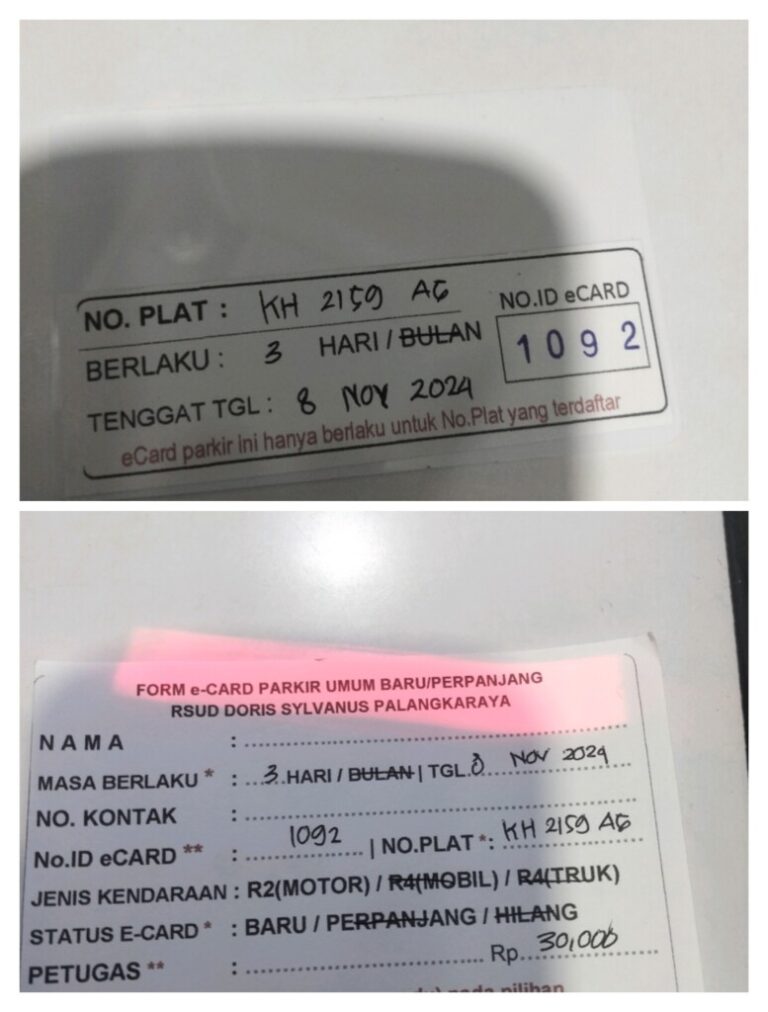 NO. PLAT : KH 2159 AG
NO.ID eCARD
BERLAKU : 3 HARI / BULAN
1092
TENGGAT TGL : 8 NOV 2024
eCard parkir ini hanya berlaku untuk No.Plat yang terdaftar
FORM e-CARD PARKIR UMUM BARU/PERPANJANG
RSUD DORIS SYLVANUS PALANGKARAYA
NAMA : ....................
MASA BERLAKU * : ..3..HARI / BULAN | TGL.8 NOV 2024
NO. KONTAK : ....................
No.ID eCARD ** : 1092 | NO.PLAT *: KH 2159 AG
JENIS KENDARAAN : R2(MOTOR) / R4(MOBIL) / R4(TRUK)
STATUS E-CARD * : BARU / PERPANJANG / HILANG
PETUGAS ** : .................... Rp. 30,000
pada pilihan